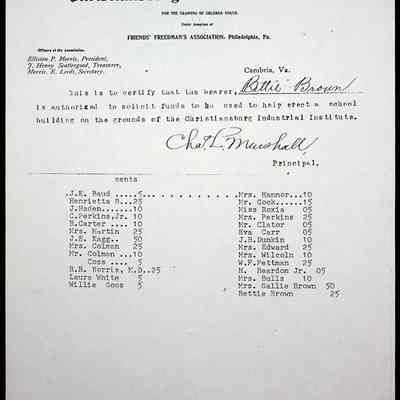 FOR THE TRAINING OF COLORED YOUTH.
Under Auspices of
FRIENDS' FREEDMAN'S ASSOCIATION, Philadelphia, Pa.
Officers of the Association.
Elliston P. Morris, President,
T. Henry Scattergood, Treasurer,
Morris E. Leeds, Secretary.
Cambria, Va.
This is to certify that the bearer, Bettie Brown
is authorized to solicit funds to be used to help erect a school
building on the grounds of the Christiansburg Industrial Institute.
Chas. L. Marshall
Principal.
cents
J.E. Baud ....5
Henrietta B...25
J.Haden.......10
C.Perkins,Jr. 10
B.Carter .... 10
Mrs. Martin 25
J.E. Kagg.. 50
Mrs. Colman 25
Mr. Colman ...10
Coss .... 5
R.B. Norris, M.D..25
Laura White 5
Willie Goos 5
Mrs. Hannor...10
Mr. Cook......15
Miss Roxia 05
Mrs. Perkins 25
Mr. Clator 05
Eva Carr 05
J.B.Dunkin 10
Mrs. Edward 25
Mrs. Wilcoln 10
W.F.Pettman 25
M. Reardon Jr. 05
Mrs. Bulls 10
Mrs. Sallie Brown 50
Bettie Brown 25